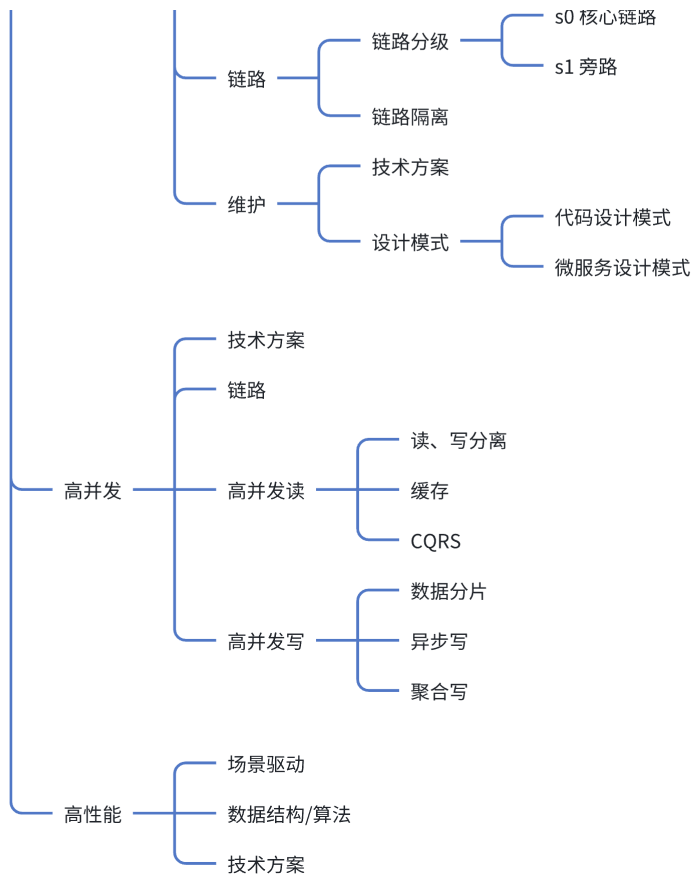 s0 核心链路
链路分级
s1 旁路
链路
链路隔离
技术方案
维护
代码设计模式
设计模式
微服务设计模式
技术方案
链路
读、写分离
高并发
高并发读
缓存
CQRS
数据分片
高并发写
异步写
聚合写
场景驱动
高性能
数据结构/算法
技术方案